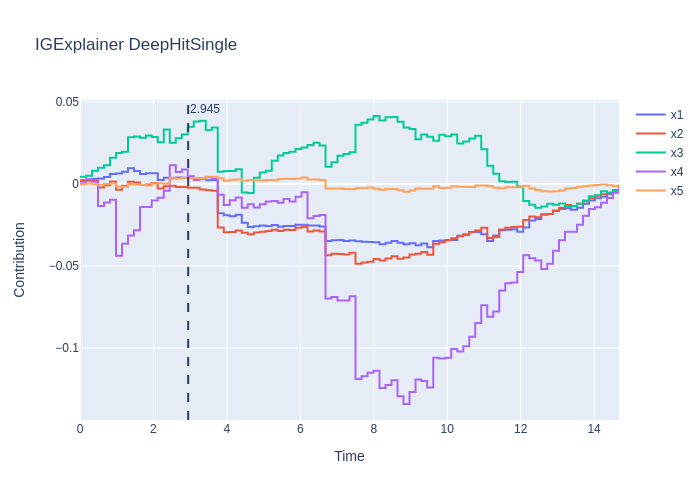 IGExplainer DeepHitSingle
2.945
0.05
0
−0.05
−0.1
0
2
4
6
8
10
12
14
Time
Contribution
x1
x2
x3
x4
x5